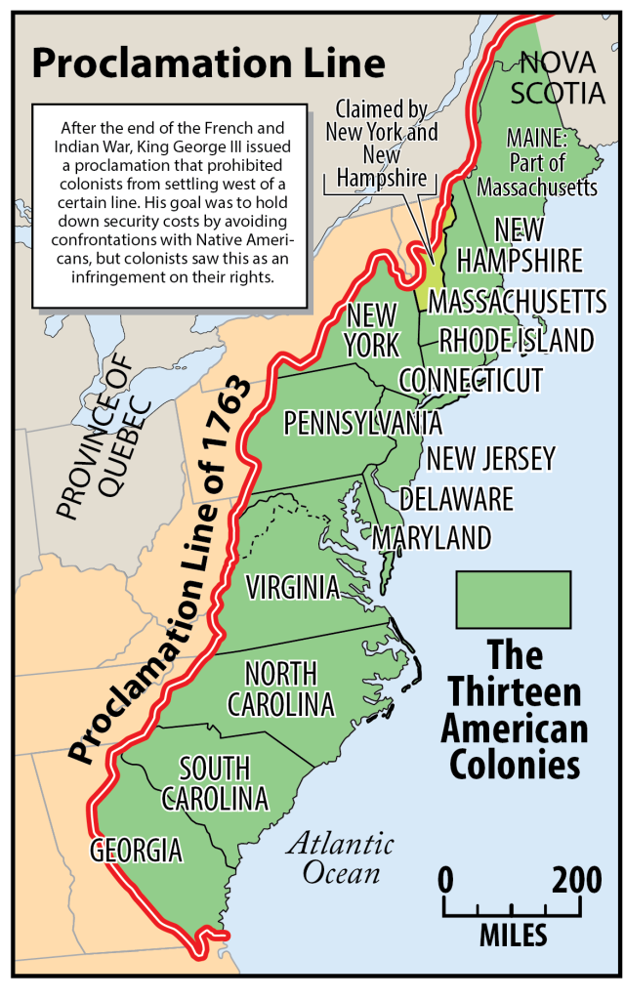 Proclamation Line
After the end of the French and
Indian War, King George III issued
a proclamation that prohibited
colonists from settling west of a
certain line. His goal was to hold
down security costs by avoiding
confrontations with Native Ameri-
cans, but colonists saw this as an
infringement on their rights.
Claimed by
New York and
New
Hampshire
NOVA
SCOTIA
MAINE:
Part of
Massachusetts
NEW
HAMPSHIRE
MASSACHUSETTS
NEW
YORK
RHODE ISLAND
CONNECTICUT
PROVINCE OF
QUEBEC
Proclamation Line of 1763
PENNSYLVANIA
NEW JERSEY
DELAWARE
MARYLAND
VIRGINIA
NORTH
CAROLINA
SOUTH
CAROLINA
GEORGIA
The
Thirteen
American
Colonies
Atlantic
Ocean
0 200
MILES